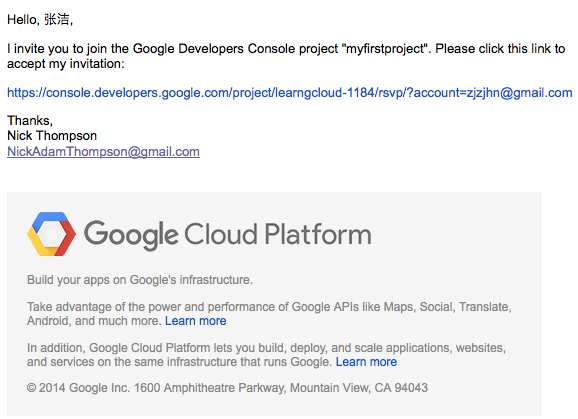 Hello, 张洁,
I invite you to join the Google Developers Console project "myfirstproject". Please click this link to
accept my invitation:
https://console.developers.google.com/project/learngcloud-1184/rsvp/?account=zjzjhn@gmail.com
Thanks,
Nick Thompson
NickAdamThompson@gmail.com
Google Cloud Platform
Build your apps on Google's infrastructure.
Take advantage of the power and performance of Google APIs like Maps, Social, Translate,
Android, and much more. Learn more
In addition, Google Cloud Platform lets you build, deploy, and scale applications, websites,
and services on the same infrastructure that runs Google. Learn more
© 2014 Google Inc. 1600 Amphitheatre Parkway, Mountain View, CA 94043